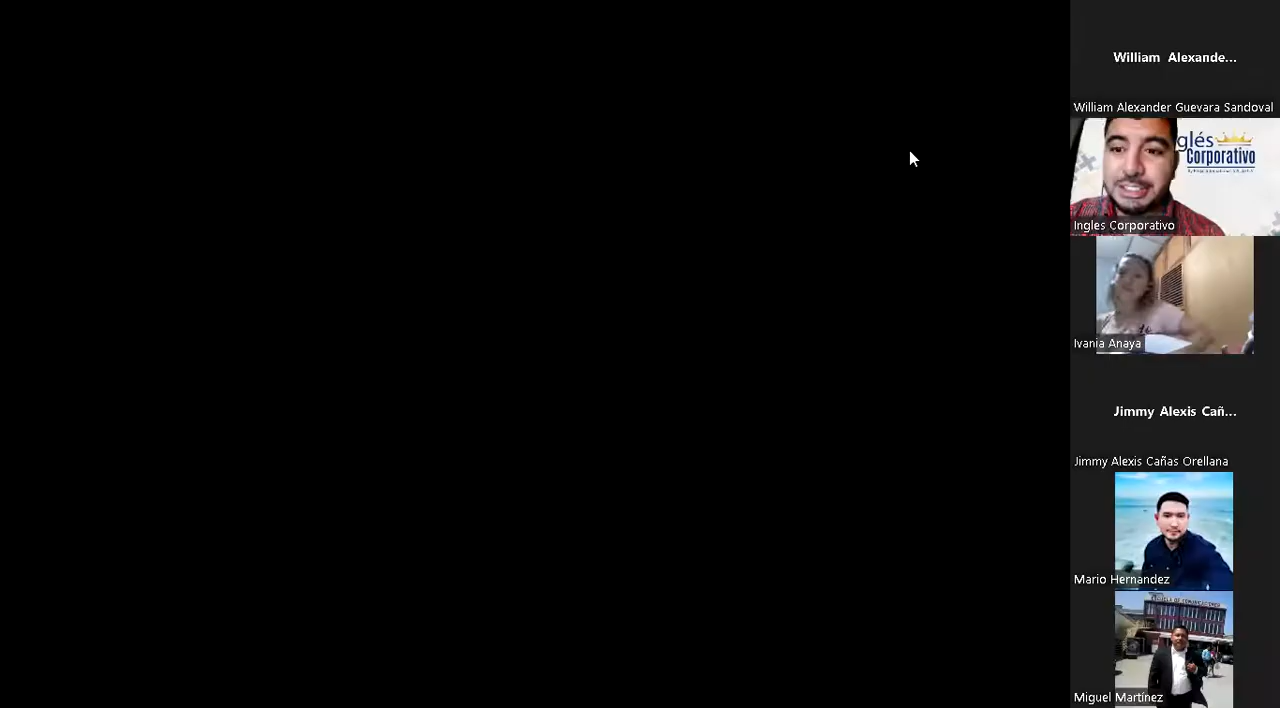 William Alexande...
William Alexander Guevara Sandoval
glés
Corporativo
Ingles Corporativo
Ivania Anaya
Jimmy Alexis Cañ...
Jimmy Alexis Cañas Orellana
Mario Hernandez
Miguel Martínez